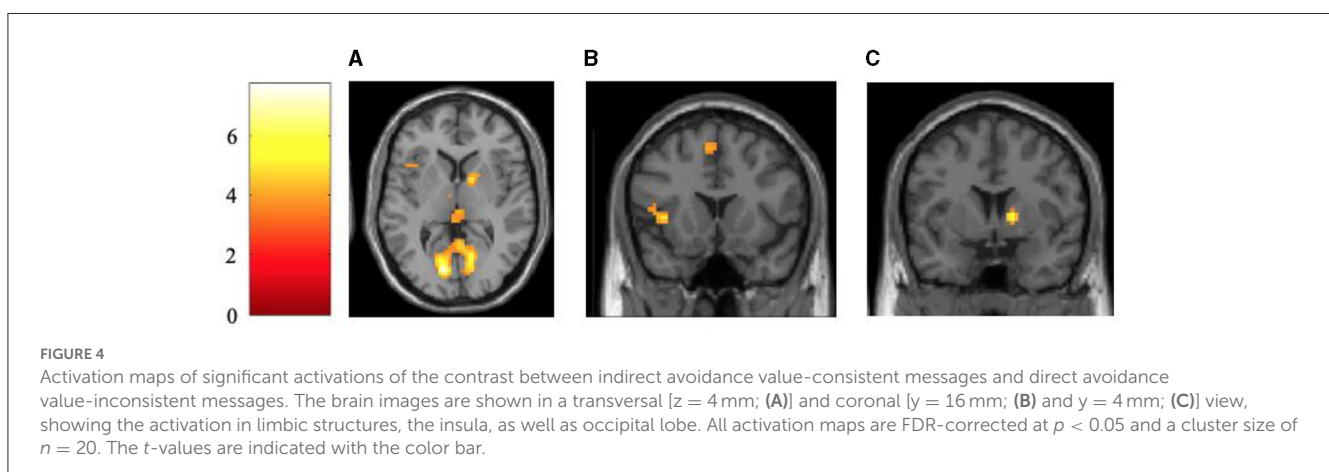 A
B
C
6
4
2
0
FIGURE 4
Activation maps of significant activations of the contrast between indirect avoidance value-consistent messages and direct avoidance
value-inconsistent messages. The brain images are shown in a transversal [z = 4 mm; (A)] and coronal [y = 16 mm; (B) and y = 4 mm; (C)] view,
showing the activation in limbic structures, the insula, as well as occipital lobe. All activation maps are FDR-corrected at p < 0.05 and a cluster size of
n = 20. The t-values are indicated with the color bar.